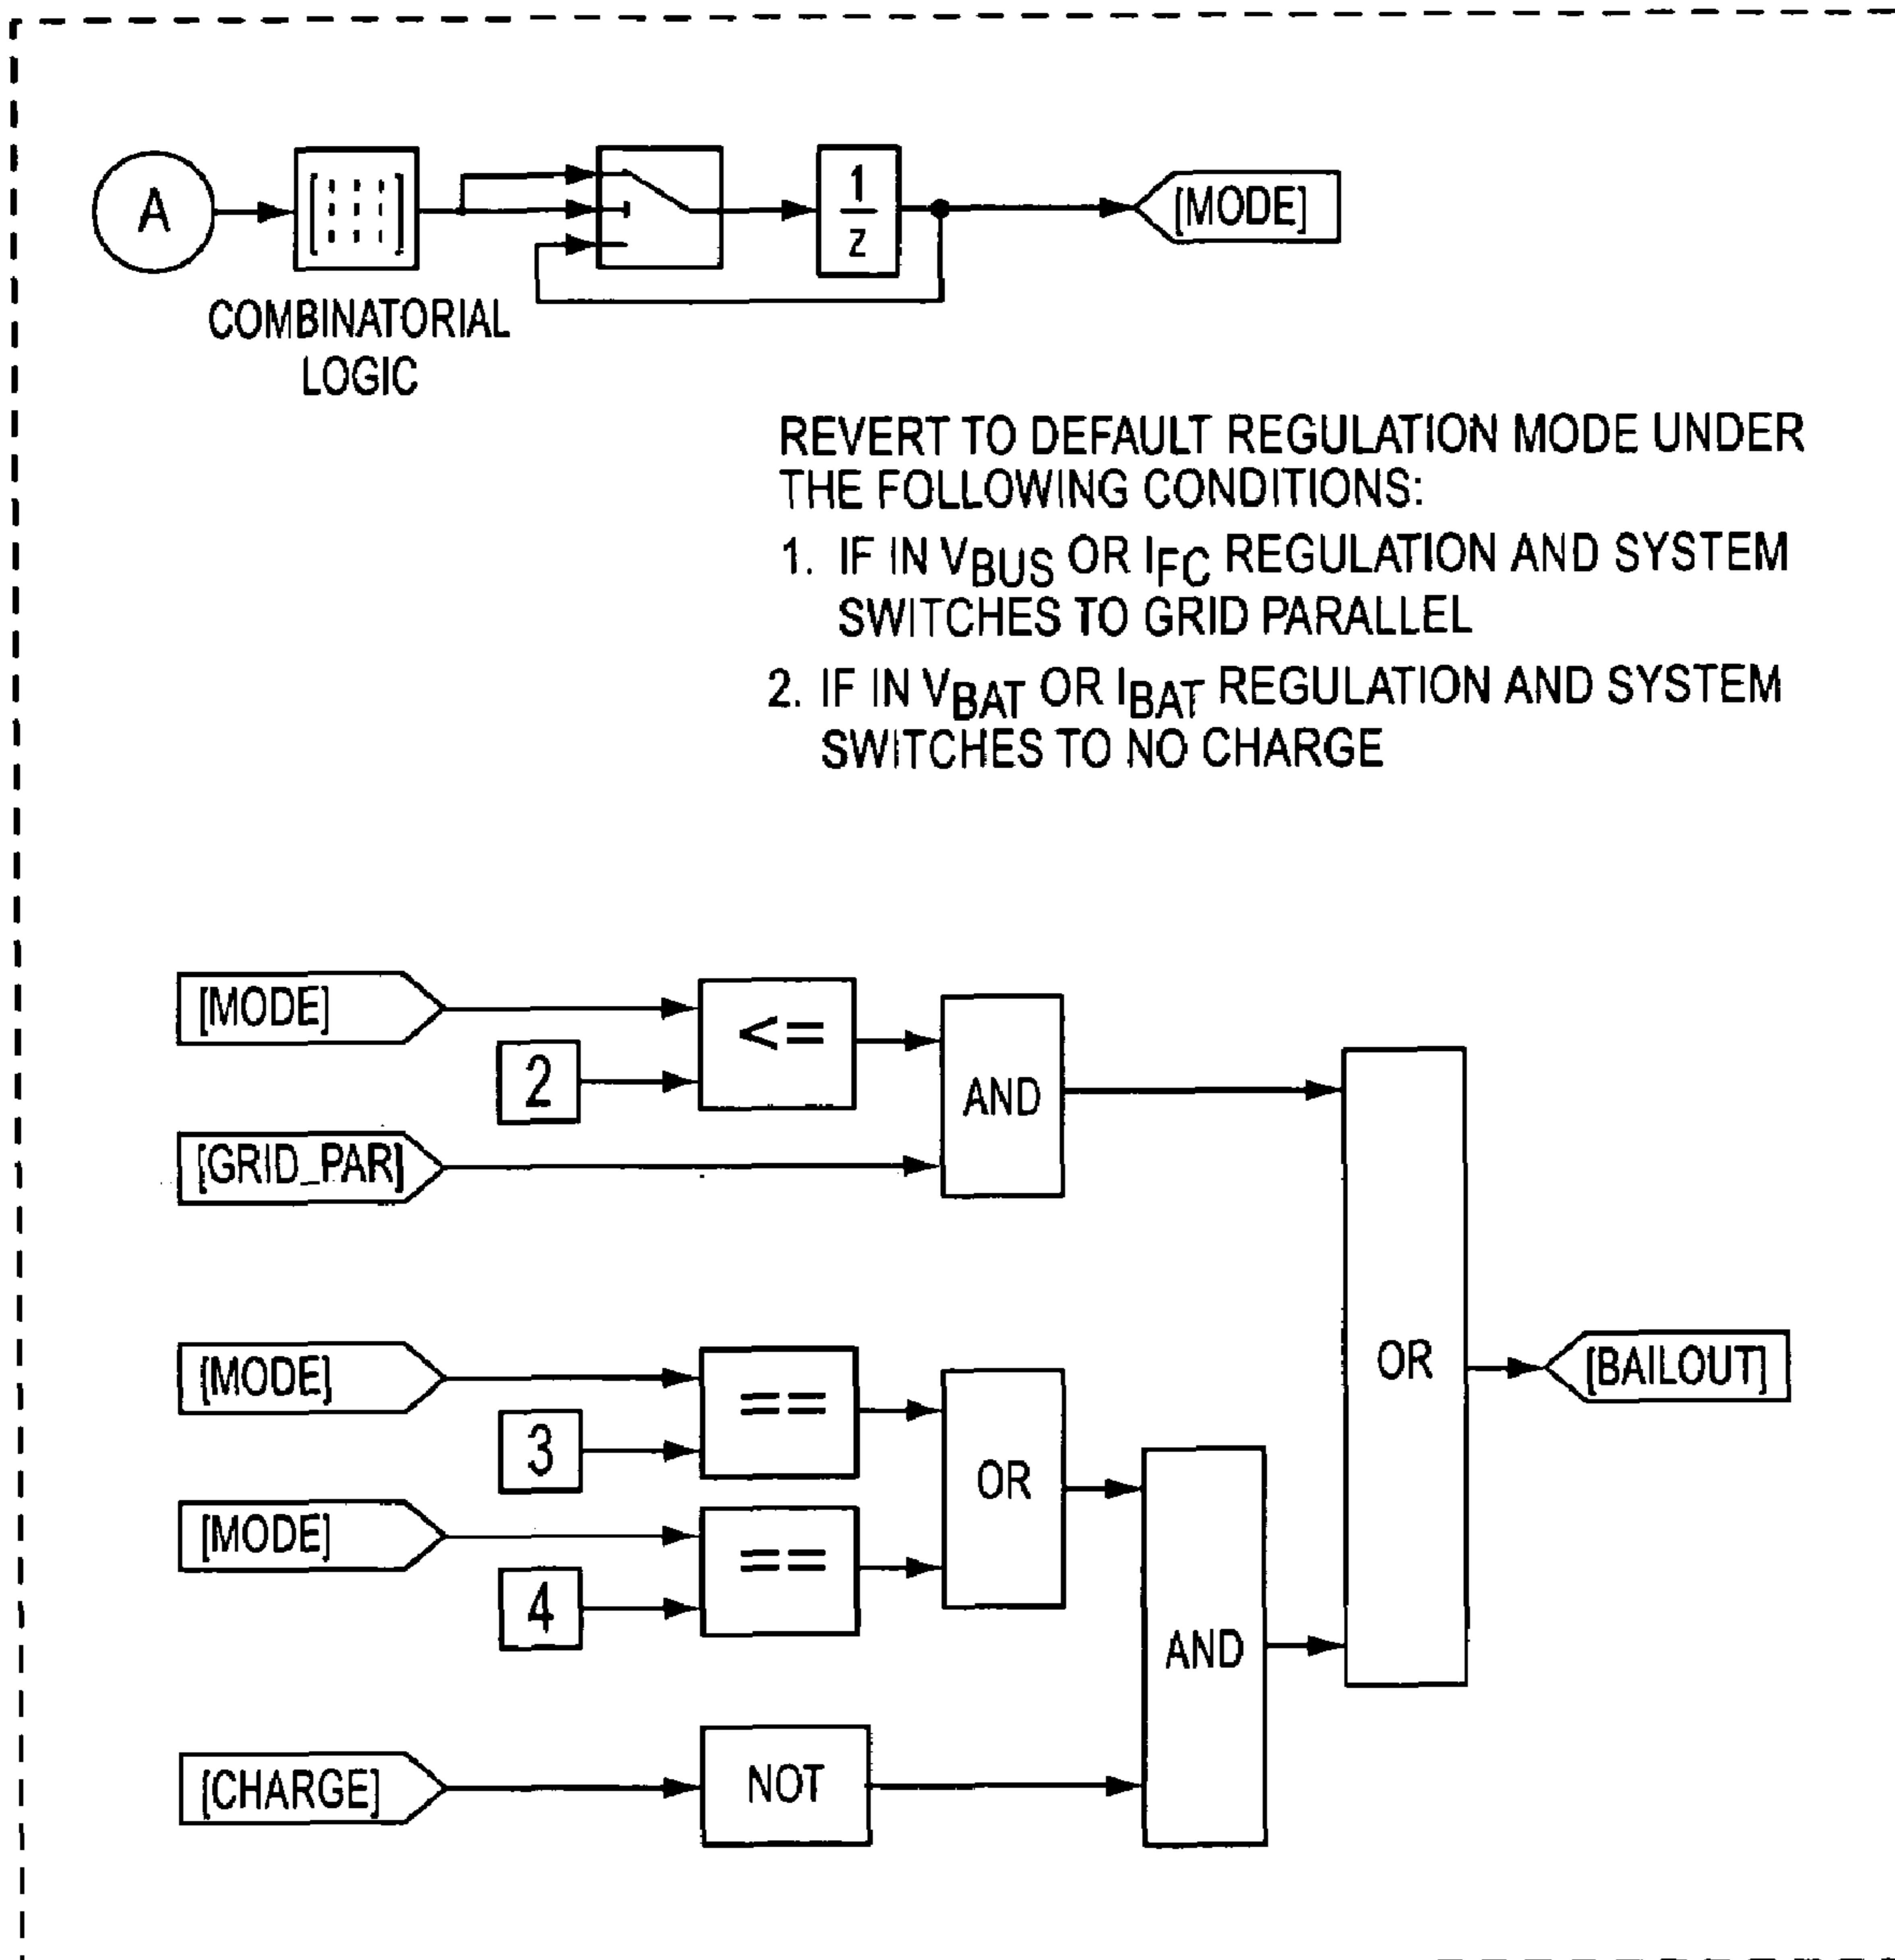 A
1
z
[MODE]
COMBINATORIAL
LOGIC
REVERT TO DEFAULT REGULATION MODE UNDER
THE FOLLOWING CONDITIONS:
1. IF IN VBUS OR IFC REGULATION AND SYSTEM
SWITCHES TO GRID PARALLEL
2. IF IN VBAT OR IBAT REGULATION AND SYSTEM
SWITCHES TO NO CHARGE
[MODE]
<=
2
AND
[GRID_PAR]
[MODE]
==
3
OR
OR
[BAILOUT]
[MODE]
==
4
AND
[CHARGE]
NOT